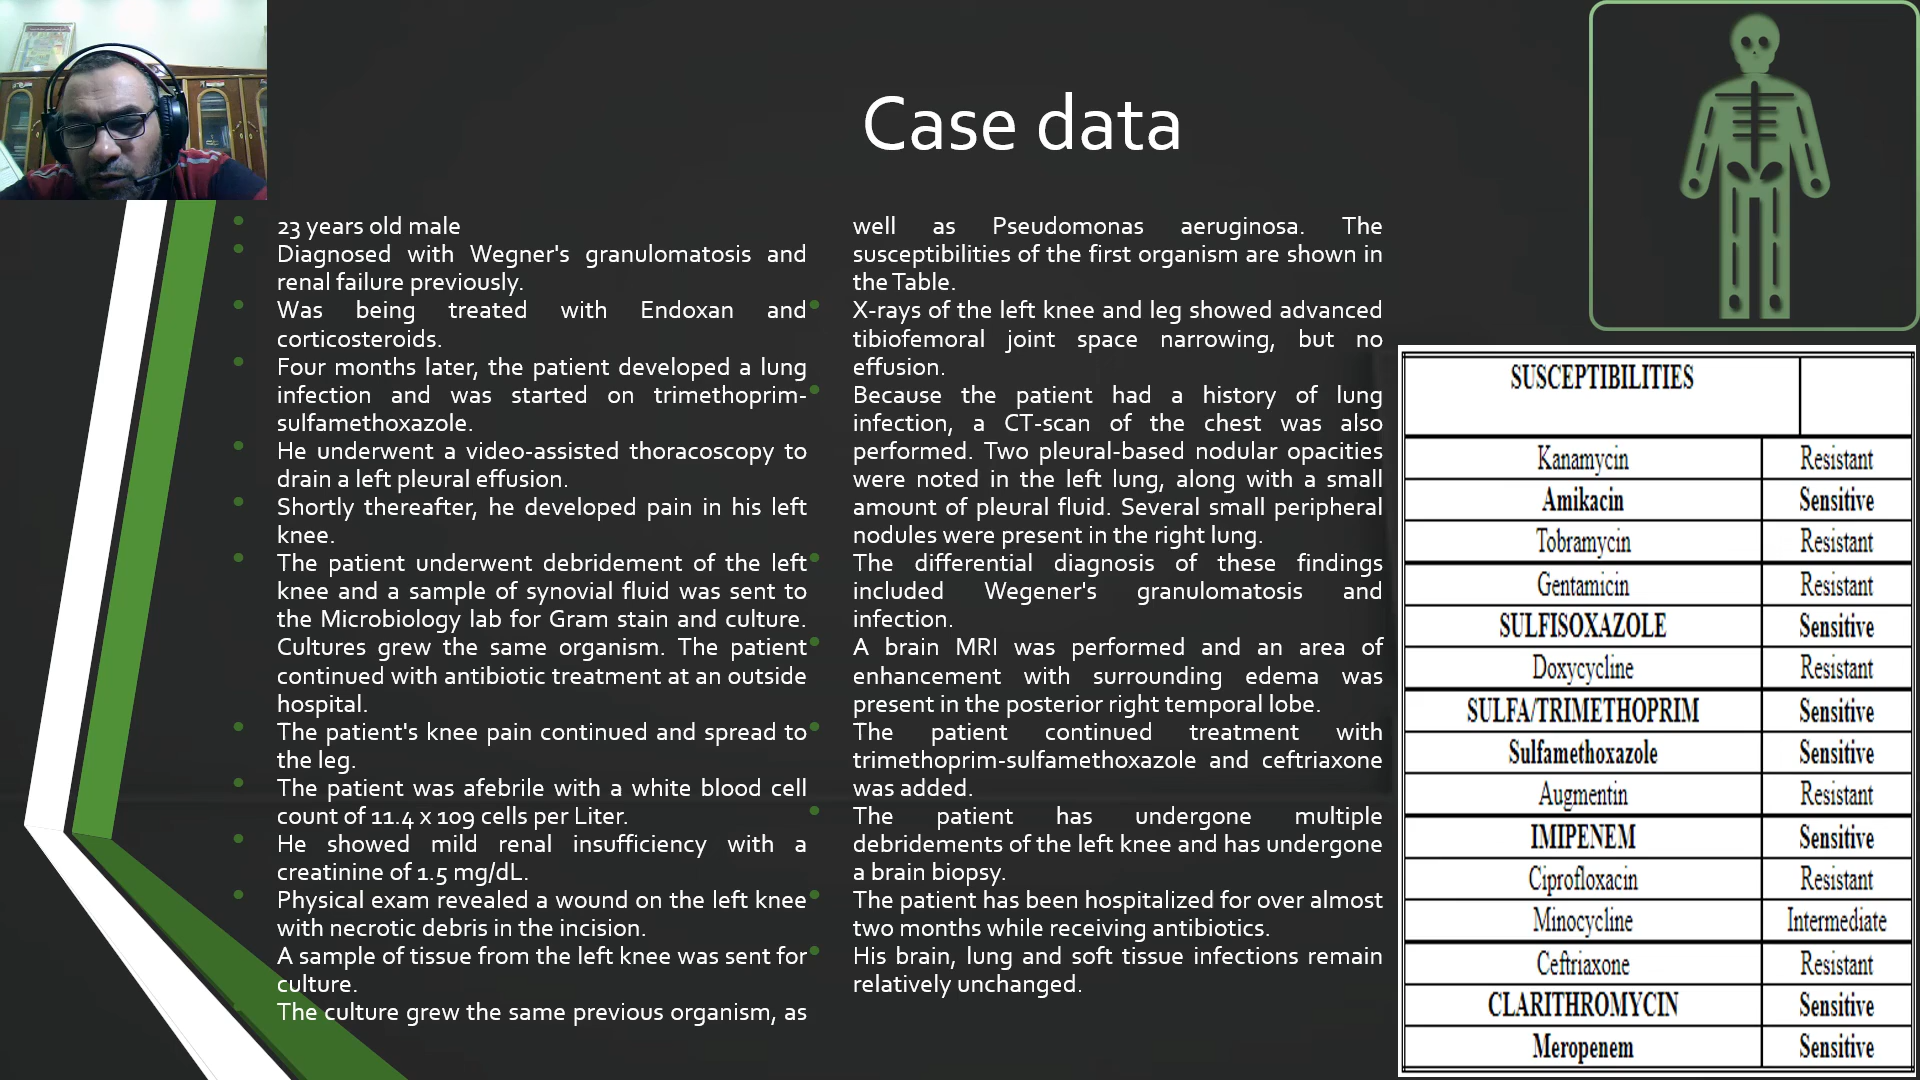 Case data
23 years old male
Diagnosed with Wegner's granulomatosis and
renal failure previously.
Was being treated with Endoxan and
corticosteroids.
Four months later, the patient developed a lung
infection and was started on trimethoprim-
sulfamethoxazole.
He underwent a video-assisted thoracoscopy to
drain a left pleural effusion.
Shortly thereafter, he developed pain in his left
knee.
The patient underwent debridement of the left
knee and a sample of synovial fluid was sent to
the Microbiology lab for Gram stain and culture.
Cultures grew the same organism. The patient
continued with antibiotic treatment at an outside
hospital.
The patient's knee pain continued and spread to
the leg.
The patient was afebrile with a white blood cell
count of 11.4 x 109 cells per Liter.
He showed mild renal insufficiency with a
creatinine of 1.5 mg/dL.
Physical exam revealed a wound on the left knee
with necrotic debris in the incision.
A sample of tissue from the left knee was sent for
culture.
The culture grew the same previous organism, as
well as Pseudomonas aeruginosa. The
susceptibilities of the first organism are shown in
the Table.
X-rays of the left knee and leg showed advanced
tibiofemoral joint space narrowing, but no
effusion.
Because the patient had a history of lung
infection, a CT-scan of the chest was also
performed. Two pleural-based nodular opacities
were noted in the left lung, along with a small
amount of pleural fluid. Several small peripheral
nodules were present in the right lung.
The differential diagnosis of these findings
included Wegener's granulomatosis and
infection.
A brain MRI was performed and an area of
enhancement with surrounding edema was
present in the posterior right temporal lobe.
The patient continued treatment with
trimethoprim-sulfamethoxazole and ceftriaxone
was added.
The patient has undergone multiple
debridements of the left knee and has undergone
a brain biopsy.
The patient has been hospitalized for over almost
two months while receiving antibiotics.
His brain, lung and soft tissue infections remain
relatively unchanged.
SUSCEPTIBILITIES
Kanamycin Resistant
Amikacin Sensitive
Tobramycin Resistant
Gentamicin Resistant
SULFISOXAZOLE Sensitive
Doxycycline Resistant
SULFA/TRIMETHOPRIM Sensitive
Sulfamethoxazole Sensitive
Augmentin Resistant
IMIPENEM Sensitive
Ciprofloxacin Resistant
Minocycline Intermediate
Ceftriaxone Resistant
CLARITHROMYCIN Sensitive
Meropenem Sensitive